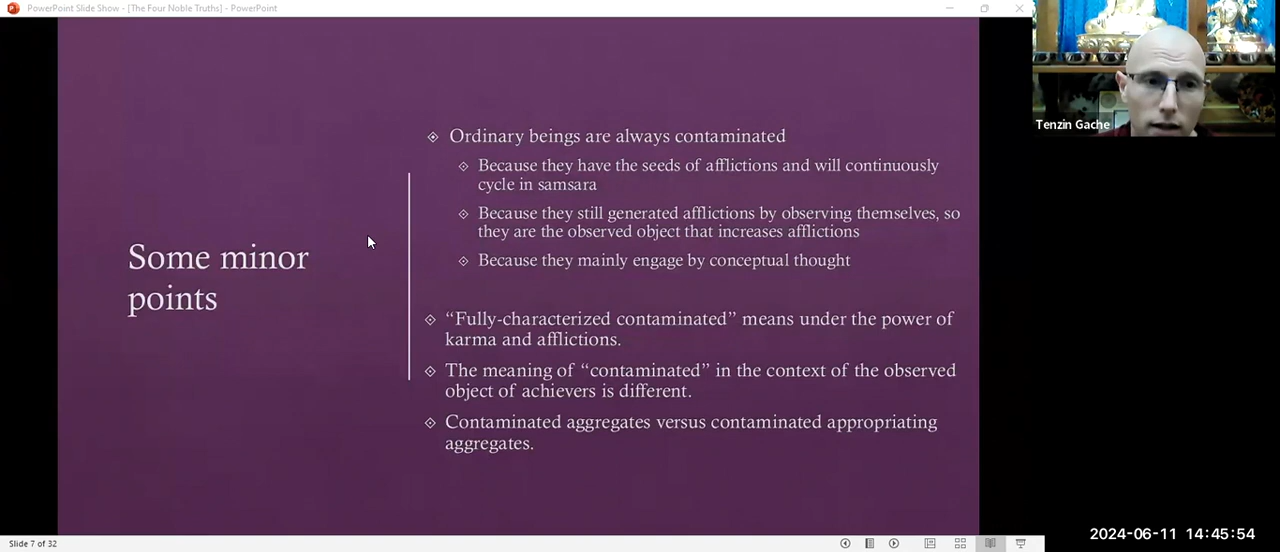 PowerPoint Slide Show - [The Four Noble Truths] - PowerPoint
Tenzin Gache
Some minor
points
Ordinary beings are always contaminated
Because they have the seeds of afflictions and will continuously
cycle in samsara
Because they still generated afflictions by observing themselves, so
they are the observed object that increases afflictions
Because they mainly engage by conceptual thought
“Fully-characterized contaminated” means under the power of
karma and afflictions.
The meaning of “contaminated” in the context of the observed
object of achievers is different.
Contaminated aggregates versus contaminated appropriating
aggregates.
Slide 7 of 32
2024-06-11 14:45:54